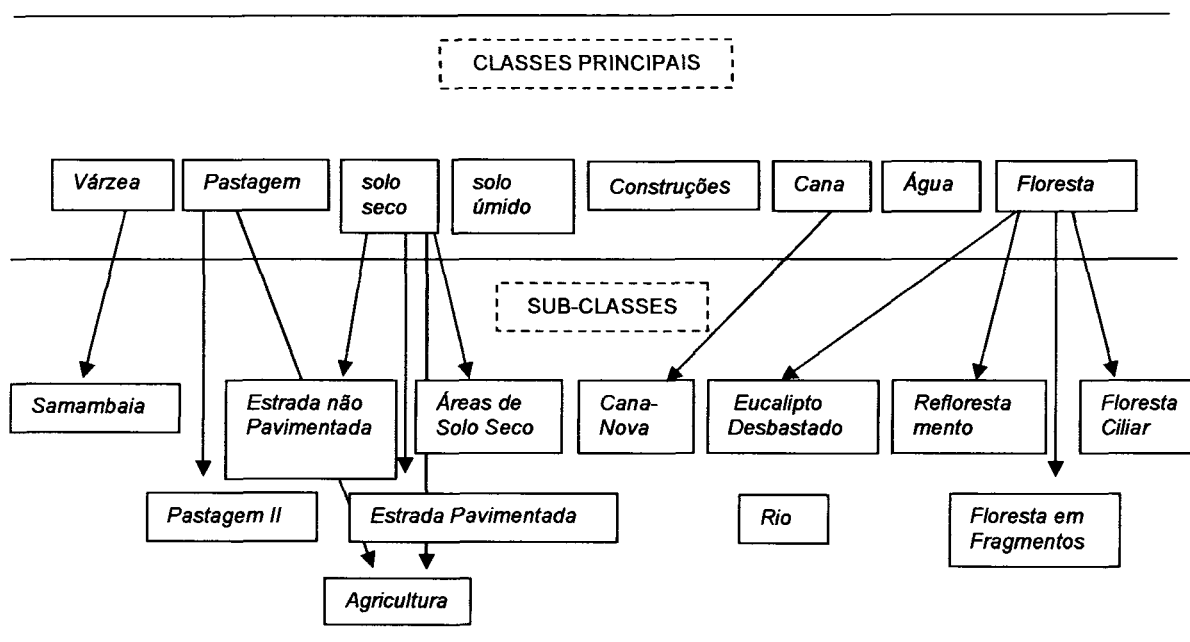 CLASSES PRINCIPAIS
Várzea
Pastagem
solo
seco
solo
úmido
Construções
Cana
Água
Floresta
SUB-CLASSES
Samambaia
Estrada não
Pavimentada
Áreas de
Solo Seco
Cana-
Nova
Eucalipto
Desbastado
Refloresta
mento
Floresta
Ciliar
Pastagem II
Estrada Pavimentada
Rio
Floresta em
Fragmentos
Agricultura